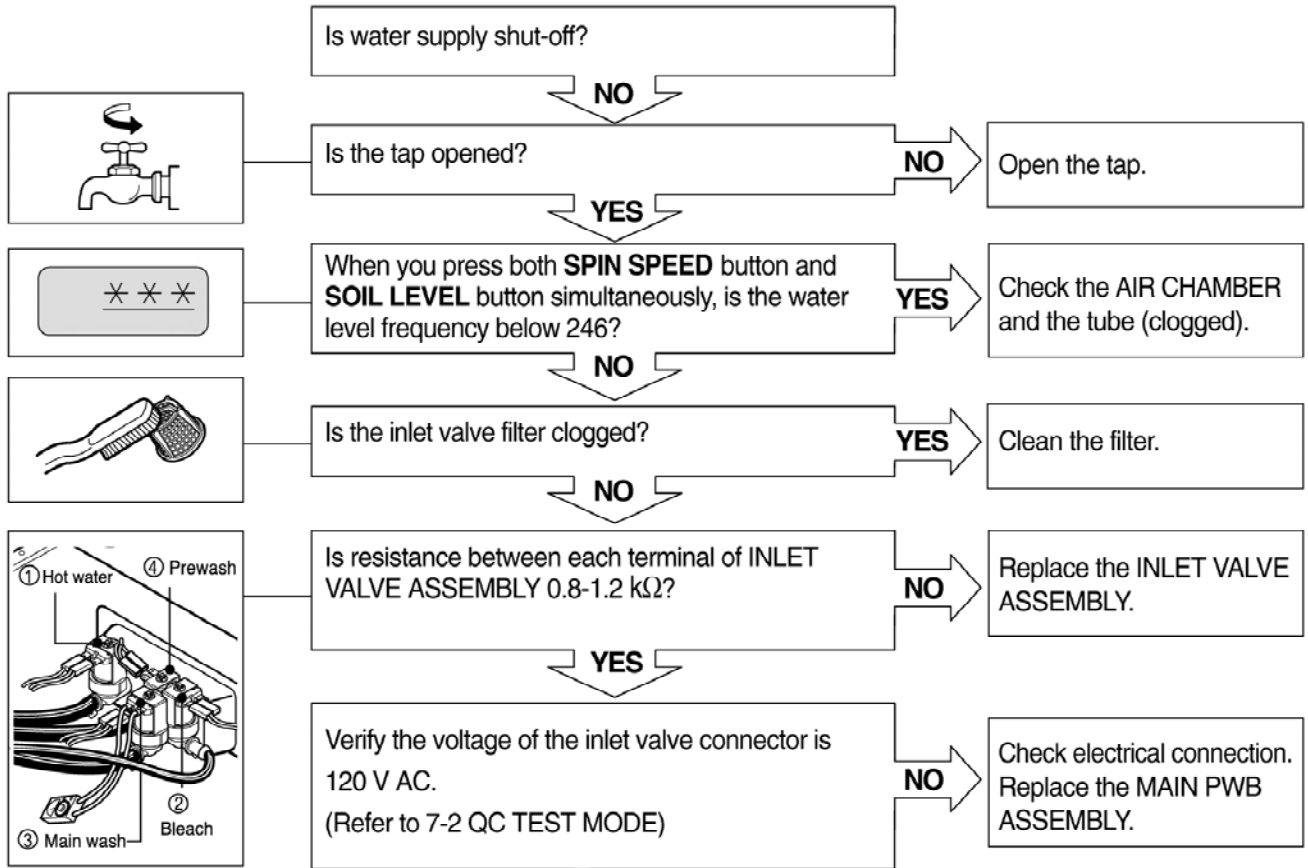 Is water supply shut-off?
NO
Is the tap opened?
NO
Open the tap.
YES
* * *
When you press both SPIN SPEED button and
SOIL LEVEL button simultaneously, is the water
level frequency below 246?
YES
Check the AIR CHAMBER
and the tube (clogged).
NO
Is the inlet valve filter clogged?
YES
Clean the filter.
NO
① Hot water
④ Prewash
②
Bleach
③ Main wash
Is resistance between each terminal of INLET
VALVE ASSEMBLY 0.8-1.2 kΩ?
NO
Replace the INLET VALVE
ASSEMBLY.
YES
Verify the voltage of the inlet valve connector is
120 V AC.
(Refer to 7-2 QC TEST MODE)
NO
Check electrical connection.
Replace the MAIN PWB
ASSEMBLY.